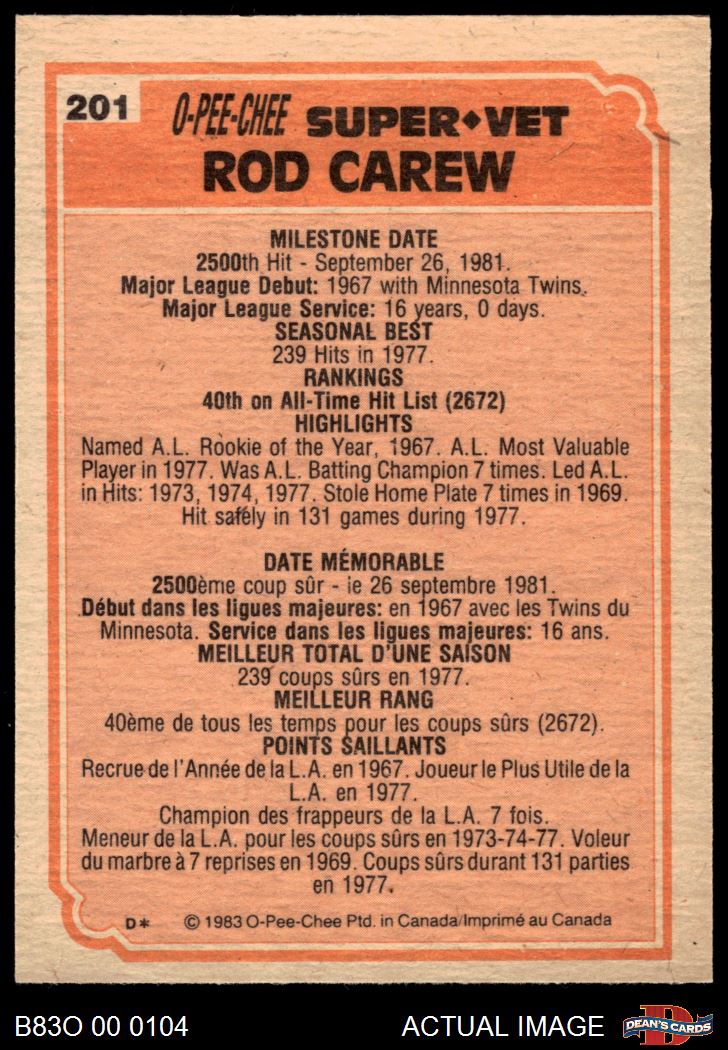 201
O-PEE-CHEE SUPER◆VET
ROD CAREW
MILESTONE DATE
2500th Hit - September 26, 1981.
Major League Debut: 1967 with Minnesota Twins.
Major League Service: 16 years, 0 days.
SEASONAL BEST
239 Hits in 1977.
RANKINGS
40th on All-Time Hit List (2672)
HIGHLIGHTS
Named A.L. Rookie of the Year, 1967. A.L. Most Valuable
Player in 1977. Was A.L. Batting Champion 7 times. Led A.L.
in Hits: 1973, 1974, 1977. Stole Home Plate 7 times in 1969.
Hit safely in 131 games during 1977.
DATE MÉMORABLE
2500ème coup sûr - ie 26 septembre 1981.
Début dans les ligues majeures: en 1967 avec les Twins du
Minnesota. Service dans les ligues majeures: 16 ans.
MEILLEUR TOTAL D'UNE SAISON
239 coups sûrs en 1977.
MEILLEUR RANG
40ème de tous les temps pour les coups sûrs (2672).
POINTS SAILLANTS
Recrue de l'Année de la L.A. en 1967. Joueur le Plus Utile de la
L.A. en 1977.
Champion des frappeurs de la L.A. 7 fois.
Meneur de la L.A. pour les coups sûrs en 1973-74-77. Voleur
du marbre à 7 reprises en 1969. Coups sûrs durant 131 parties
en 1977.
D* © 1983 O-Pee-Chee Ptd. in Canada/Imprimé au Canada
B83O 00 0104 ACTUAL IMAGE D DEAN'S CARDS